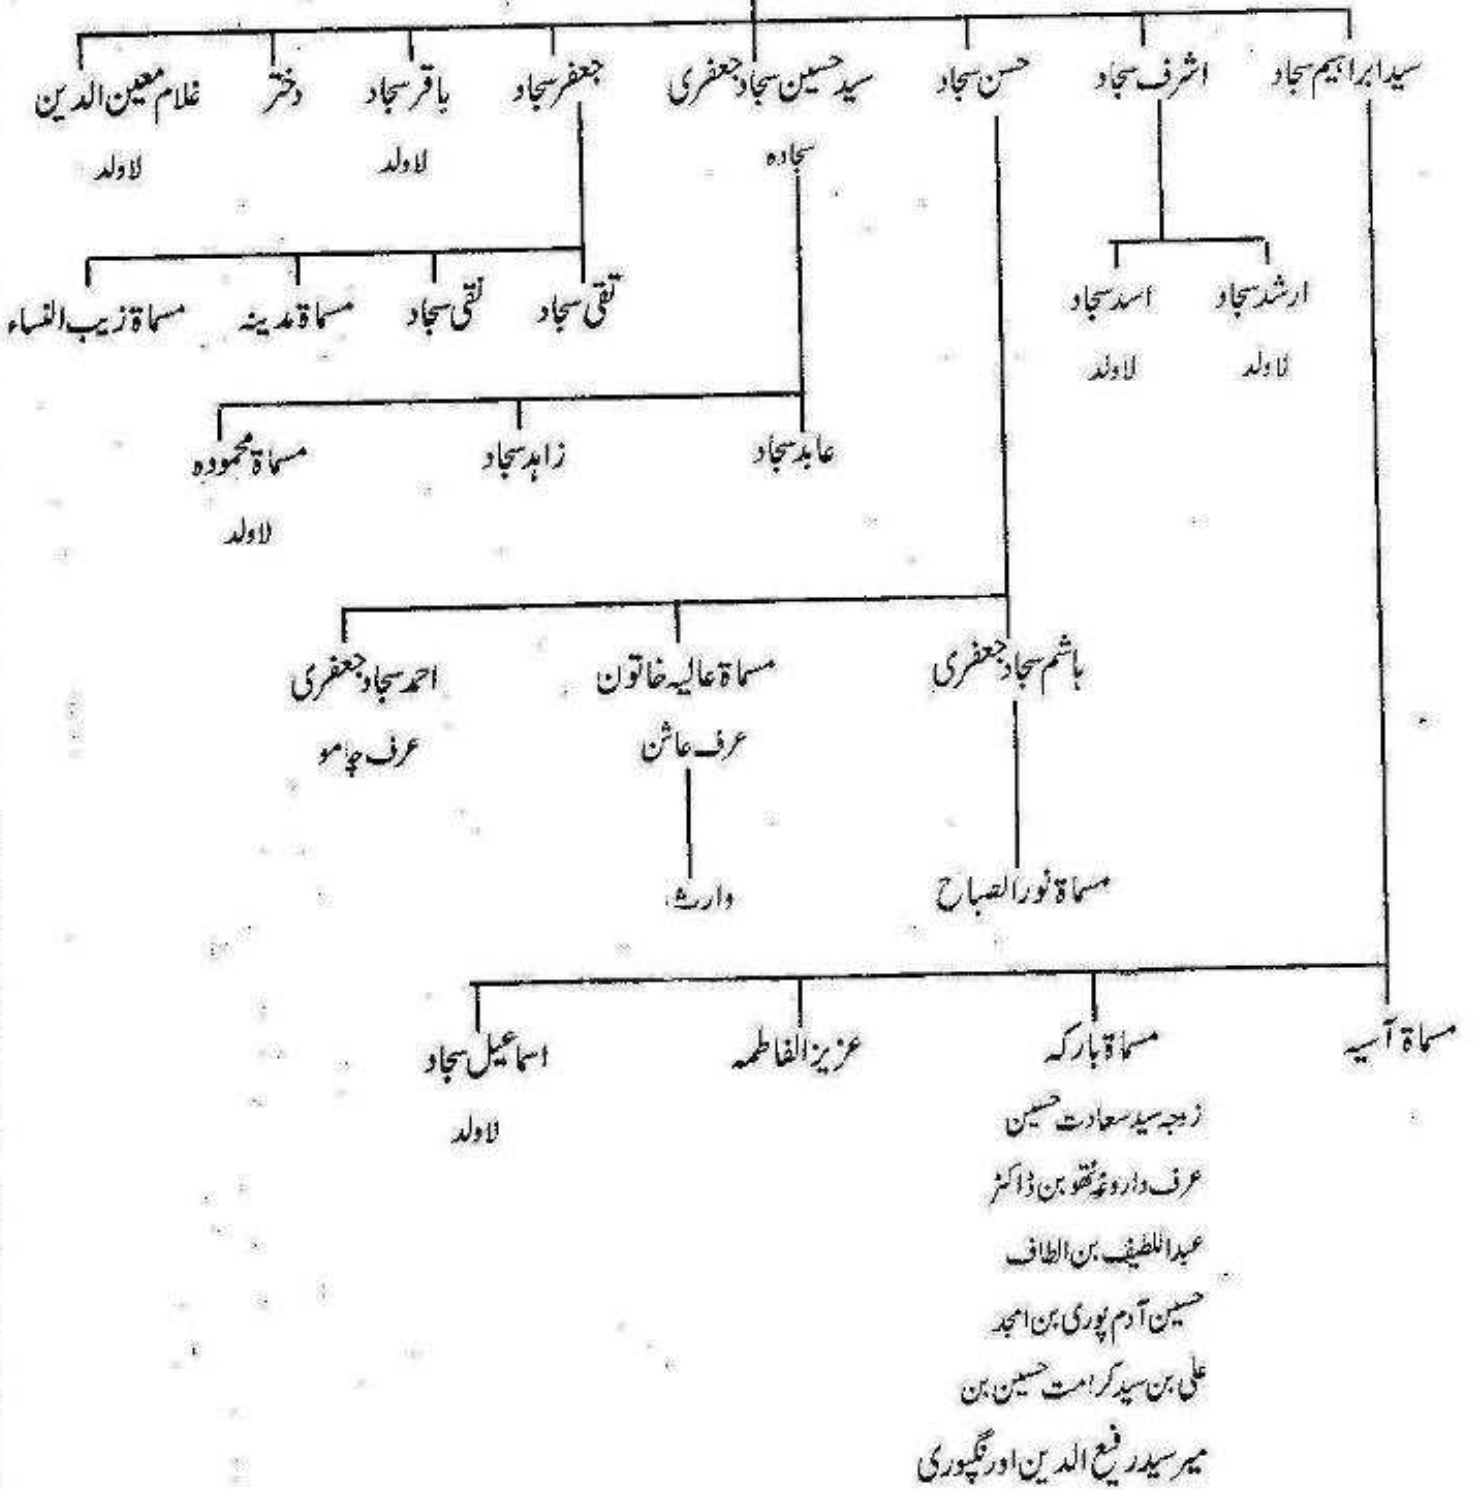 سید ابراہیم سجاد
اشرف سجاد
حسن سجاد
سید حسین سجاد جعفری
جعفر سجاد
باقر سجاد
دختر
غلام معین الدین
سجادہ
لاولد
لاولد
ارشد سجاد
اسد سجاد
تقی سجاد
نقی سجاد
مسماۃ مدینہ
مسماۃ زیب النساء
لاولد
لاولد
عابد سجاد
زاہد سجاد
مسماۃ محمودہ
لاولد
ہاشم سجاد جعفری
مسماۃ عالیہ خاتون
احمد سجاد جعفری
عرف عاشن
عرف چامو
مسماۃ نور الصباح
وارث
مسماۃ آسیہ
مسماۃ بارکہ
عزیز الفاطمہ
اسماعیل سجاد
لاولد
زوجہ سید سعادت حسین
عرف داروغہ نتھو بن ڈاکٹر
عبداللطیف بن الطاف
حسین آدم پوری بن امجد
علی بن سید کرامت حسین بن
میر سید رفیع الدین اورنگپوری